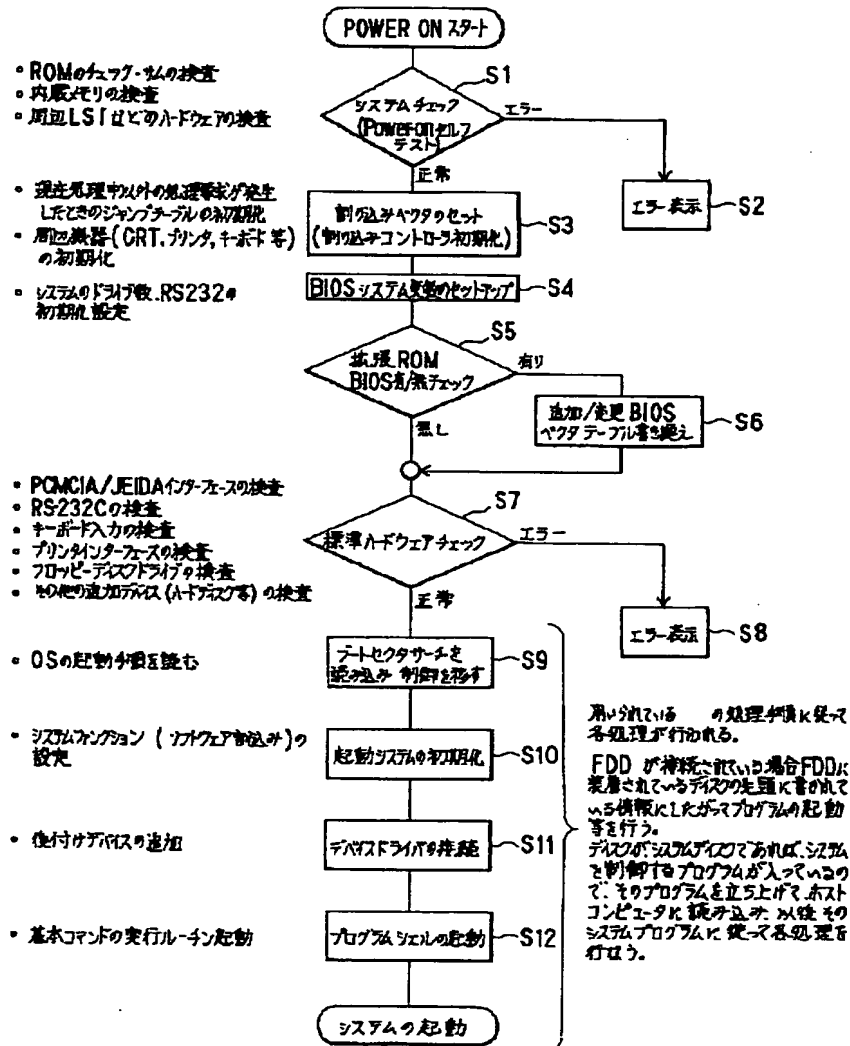 POWER ON スタート
• ROMのチェック・サムの検査
• 内蔵メモリの検査
• 周辺LSIなどのハードウェアの検査
S1
システムチェック
(Power on セルフ
テスト)
エラー
正常
エラー表示
S2
• 現在処理中以外の処理要求が発生
したときのジャンプテーブルの初期化
• 周辺機器(CRT,プリンタ,キーボード等)
の初期化
割り込みベクタのセット
(割り込みコントローラ初期化)
S3
• システムのドライブ数、RS232の
初期化設定
BIOSシステム変数のセットアップ
S4
S5
拡張ROM
BIOS有/無チェック
有り
無し
追加/変更BIOS
ベクタテーブル書き換え
S6
• PCMCIA/JEIDAインターフェースの検査
• RS-232Cの検査
• キーボード入力の検査
• プリンタインターフェースの検査
• フロッピーディスクドライブの検査
• その他の追加デバイス(ハードディスク等)の検査
S7
標準ハードウェアチェック
エラー
正常
エラー表示
S8
• OSの起動手順を読む
ブートセクタサーチを
読み込み 制御を移す
S9
• システムファンクション(ソフトウェア割込み)の
設定
起動システムの初期化
S10
• 後付けデバイスの追加
デバイスドライバの接続
S11
• 基本コマンドの実行ルーチン起動
プログラムシェルの起動
S12
システムの起動
用いられている の処理手順に従って
各処理が行われる。
FDDが接続されている場合FDDに
装着されているディスクの先頭に書かれて
いる情報にしたがってプログラムの起動
等を行う。
ディスクがシステムディスクであれば、システム
を制御するプログラムが入っているの
で、そのプログラムを立ち上げて、ホスト
コンピュータに読み込み、以後その
システムプログラムに従って各処理を
行なう。